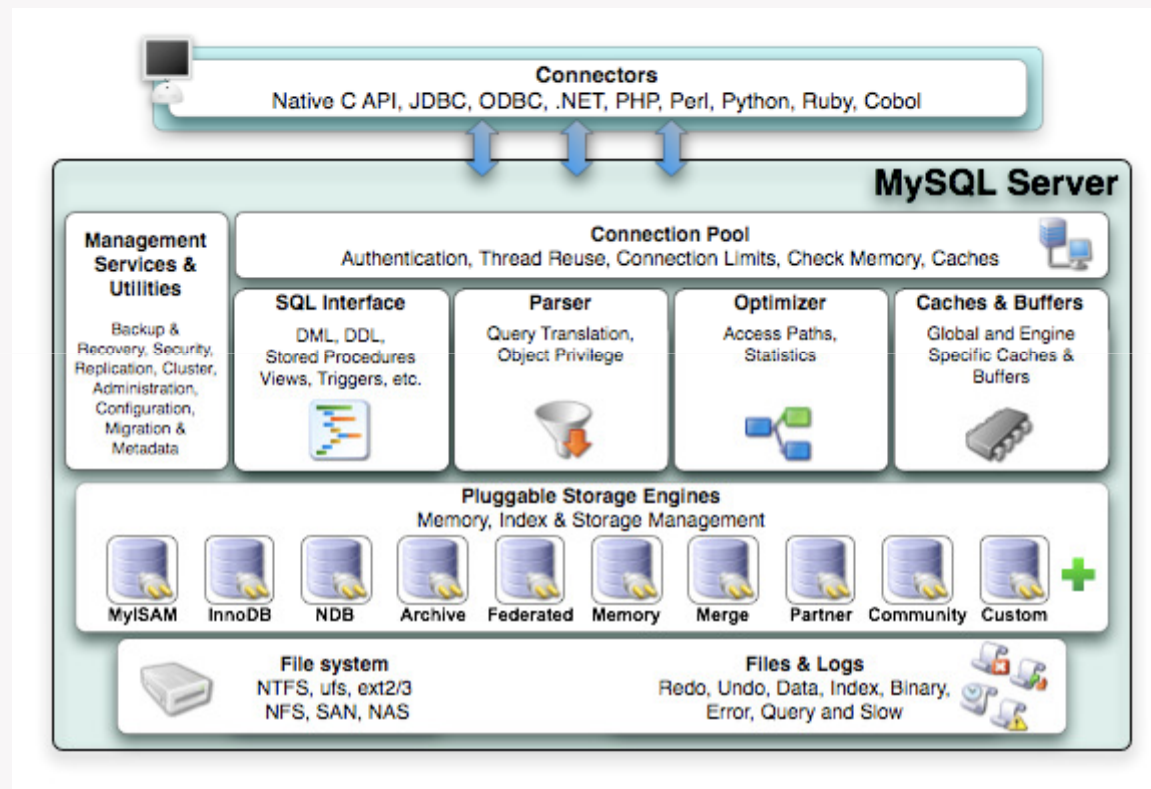 Connectors
Native C API, JDBC, ODBC, .NET, PHP, Perl, Python, Ruby, Cobol
MySQL Server
Management
Services &
Utilities
Backup &
Recovery, Security,
Replication, Cluster,
Administration,
Configuration,
Migration &
Metadata
Connection Pool
Authentication, Thread Reuse, Connection Limits, Check Memory, Caches
SQL Interface
DML, DDL,
Stored Procedures
Views, Triggers, etc.
Parser
Query Translation,
Object Privilege
Optimizer
Access Paths,
Statistics
Caches & Buffers
Global and Engine
Specific Caches &
Buffers
Pluggable Storage Engines
Memory, Index & Storage Management
MyISAM
InnoDB
NDB
Archive
Federated
Memory
Merge
Partner
Community
Custom
File system
NTFS, ufs, ext2/3
NFS, SAN, NAS
Files & Logs
Redo, Undo, Data, Index, Binary,
Error, Query and Slow